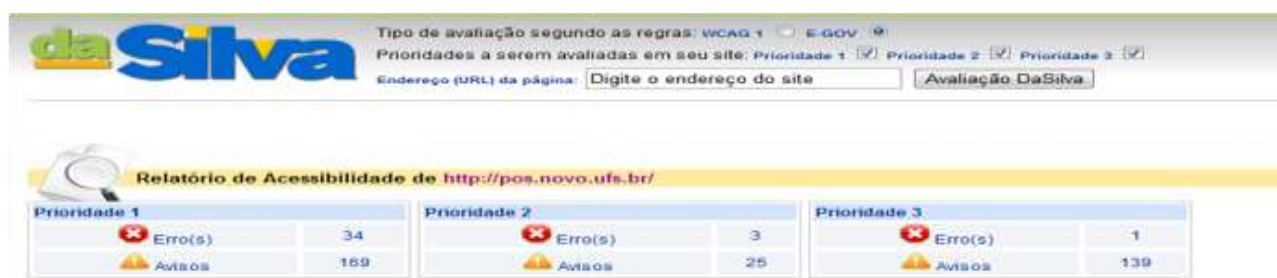 daSilva
Tipo de avaliação segundo as regras: WCAG 1 E-GOV
Prioridades a serem avaliadas em seu site: Prioridade 1 Prioridade 2 Prioridade 3
Endereço (URL) da página: Digite o endereço do site Avaliação DaSilva
Relatório de Acessibilidade de http://pos.novo.ufs.br/
Prioridade 1 Prioridade 2 Prioridade 3
Erro(s) 34 Erro(s) 3 Erro(s) 1
Avisos 169 Avisos 25 Avisos 139